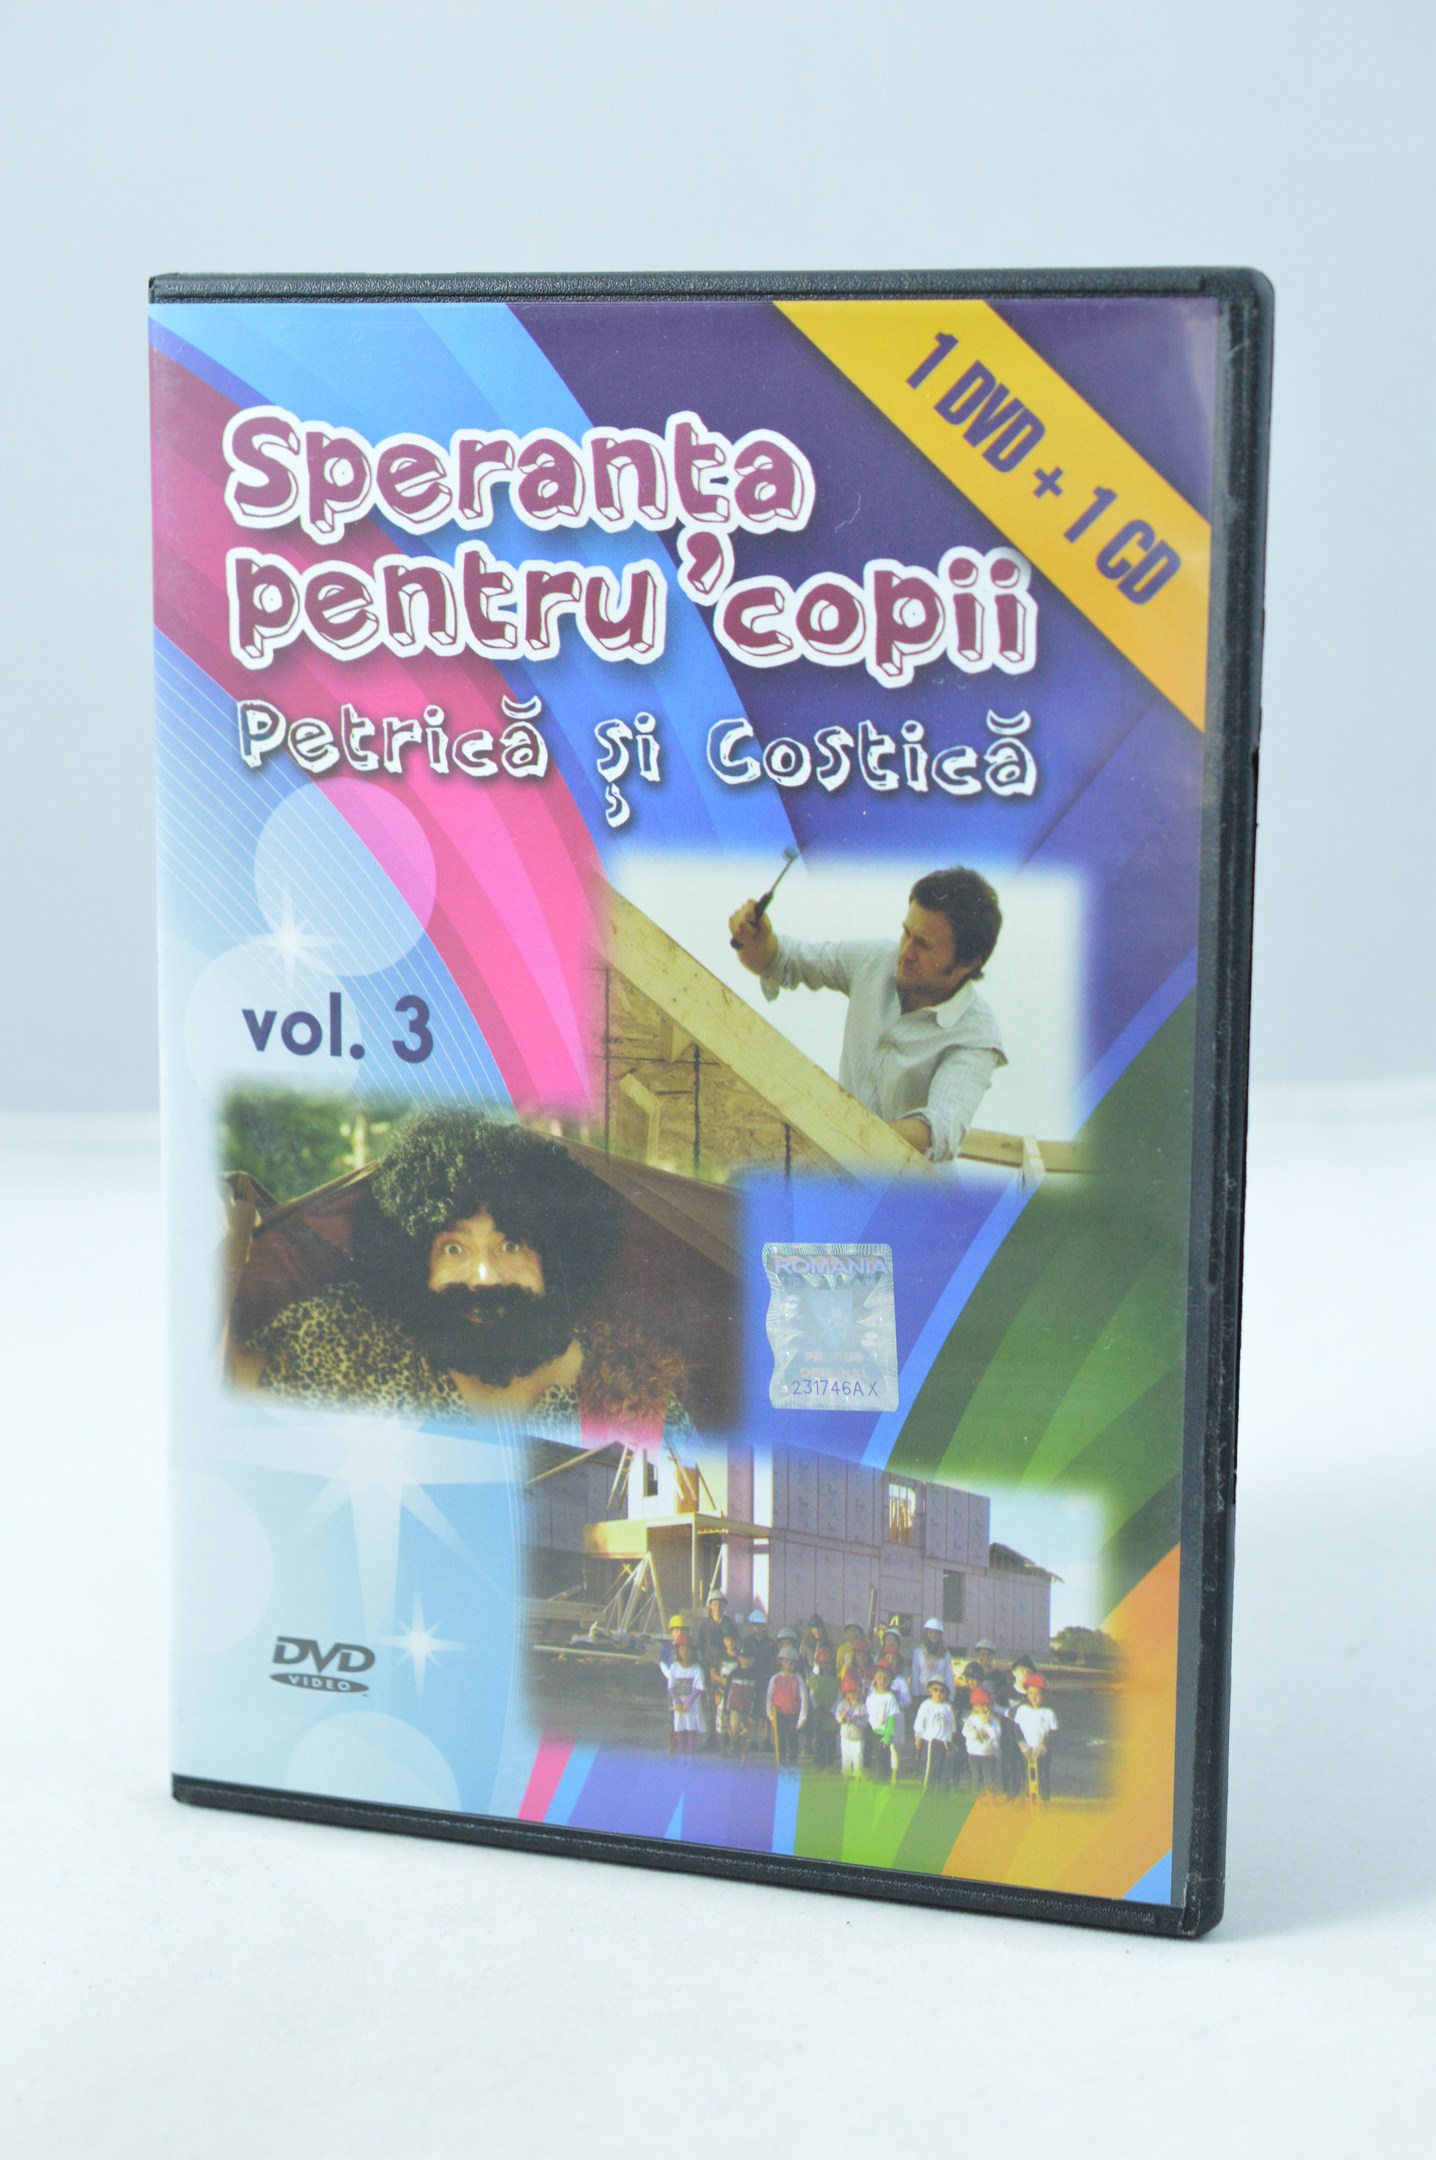 1 DVD + 1 CD
Speranța
pentru copii
Petrică și Costică
vol. 3
ROMANIA
231746A X
DVD
VIDEO